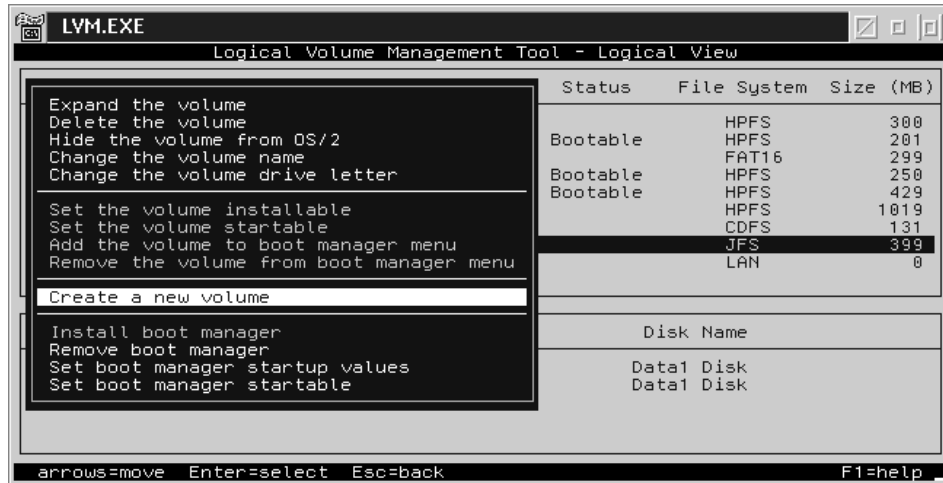 LVM.EXE
Logical Volume Management Tool - Logical View
Status File System Size (MB)
Expand the volume
Delete the volume
Hide the volume from OS/2
Change the volume name
Change the volume drive letter
Set the volume installable
Set the volume startable
Add the volume to boot manager menu
Remove the volume from boot manager menu
Create a new volume
Install boot manager
Remove boot manager
Set boot manager startup values
Set boot manager startable
HPFS 300
Bootable HPFS 201
FAT16 299
Bootable HPFS 250
Bootable HPFS 429
HPFS 1019
CDFS 131
JFS 399
LAN 0
Disk Name
Data1 Disk
Data1 Disk
arrows=move Enter=select Esc=back F1=help